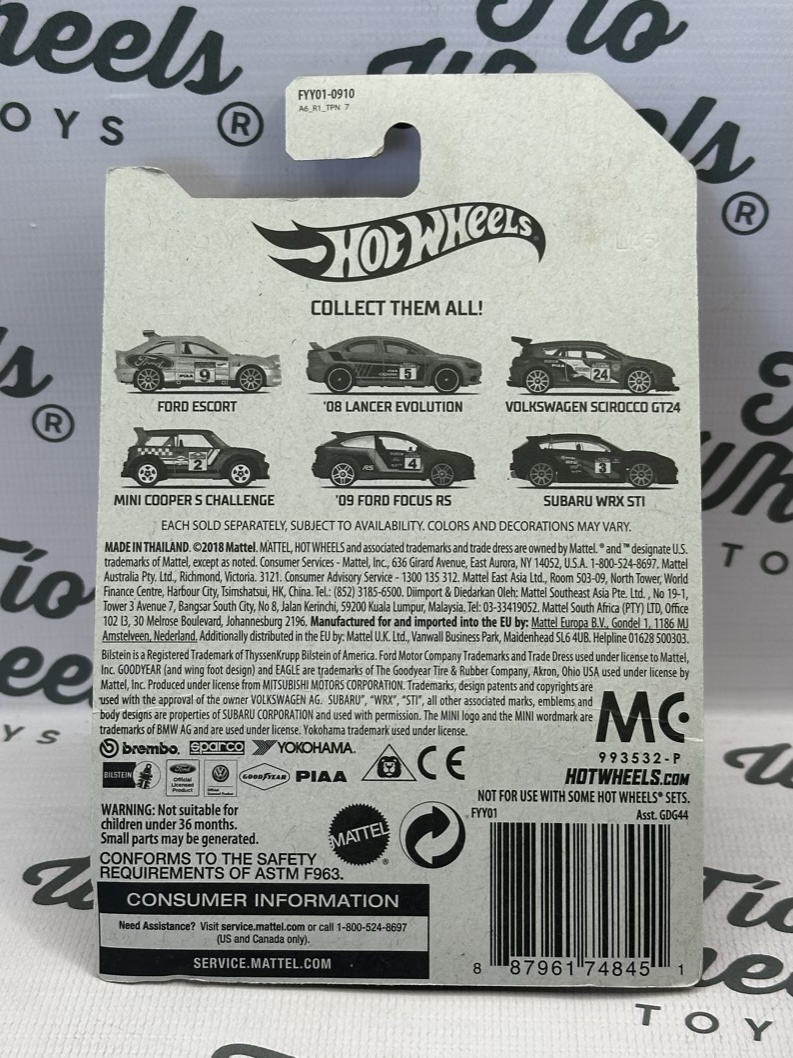 heels
OYS ®
Tio
Wheels
®
FYY01-0910
A6_R1_TPN 7
HOT WHEELS
COLLECT THEM ALL!
9
5
24
FORD ESCORT '08 LANCER EVOLUTION VOLKSWAGEN SCIROCCO GT24
2
4
3
MINI COOPER S CHALLENGE '09 FORD FOCUS RS SUBARU WRX STI
EACH SOLD SEPARATELY, SUBJECT TO AVAILABILITY. COLORS AND DECORATIONS MAY VARY.
MADE IN THAILAND. ©2018 Mattel. MATTEL, HOT WHEELS and associated trademarks and trade dress are owned by Mattel. ® and ™ designate U.S.
trademarks of Mattel, except as noted. Consumer Services - Mattel, Inc., 636 Girard Avenue, East Aurora, NY 14052, U.S.A. 1-800-524-8697. Mattel
Australia Pty. Ltd., Richmond, Victoria. 3121. Consumer Advisory Service - 1300 135 312. Mattel East Asia Ltd., Room 503-09, North Tower, World
Finance Centre, Harbour City, Tsimshatsui, HK, China. Tel.: (852) 3185-6500. Diimport & Diedarkan Oleh: Mattel Southeast Asia Pte. Ltd. , No 19-1,
Tower 3 Avenue 7, Bangsar South City, No 8, Jalan Kerinchi, 59200 Kuala Lumpur, Malaysia. Tel: 03-33419052. Mattel South Africa (PTY) LTD, Office
102 I3, 30 Melrose Boulevard, Johannesburg 2196. Manufactured for and imported into the EU by: Mattel Europa B.V., Gondel 1, 1186 MJ
Amstelveen, Nederland. Additionally distributed in the EU by: Mattel U.K. Ltd., Vanwall Business Park, Maidenhead SL6 4UB. Helpline 01628 500303.
Bilstein is a Registered Trademark of ThyssenKrupp Bilstein of America. Ford Motor Company Trademarks and Trade Dress used under license to Mattel,
Inc. GOODYEAR (and wing foot design) and EAGLE are trademarks of The Goodyear Tire & Rubber Company, Akron, Ohio USA used under license by
Mattel, Inc. Produced under license from MITSUBISHI MOTORS CORPORATION. Trademarks, design patents and copyrights are
used with the approval of the owner VOLKSWAGEN AG. SUBARU", "WRX", "STI", all other associated marks, emblems and
body designs are properties of SUBARU CORPORATION and used with permission. The MINI logo and the MINI wordmark are
trademarks of BMW AG and are used under license. Yokohama trademark used under license.
MC
brembo. sparco YOKOHAMA. CE
993532-P
BILSTEIN Ford Official Licensed Product GOODYEAR PIAA
HOTWHEELS.COM
NOT FOR USE WITH SOME HOT WHEELS® SETS.
FYY01 Asst. GDG44
WARNING: Not suitable for
children under 36 months.
Small parts may be generated.
MATTEL ®
CONFORMS TO THE SAFETY
REQUIREMENTS OF ASTM F963.
CONSUMER INFORMATION
Need Assistance? Visit service.mattel.com or call 1-800-524-8697
(US and Canada only).
SERVICE.MATTEL.COM
8 87961 74845 1
TOYS